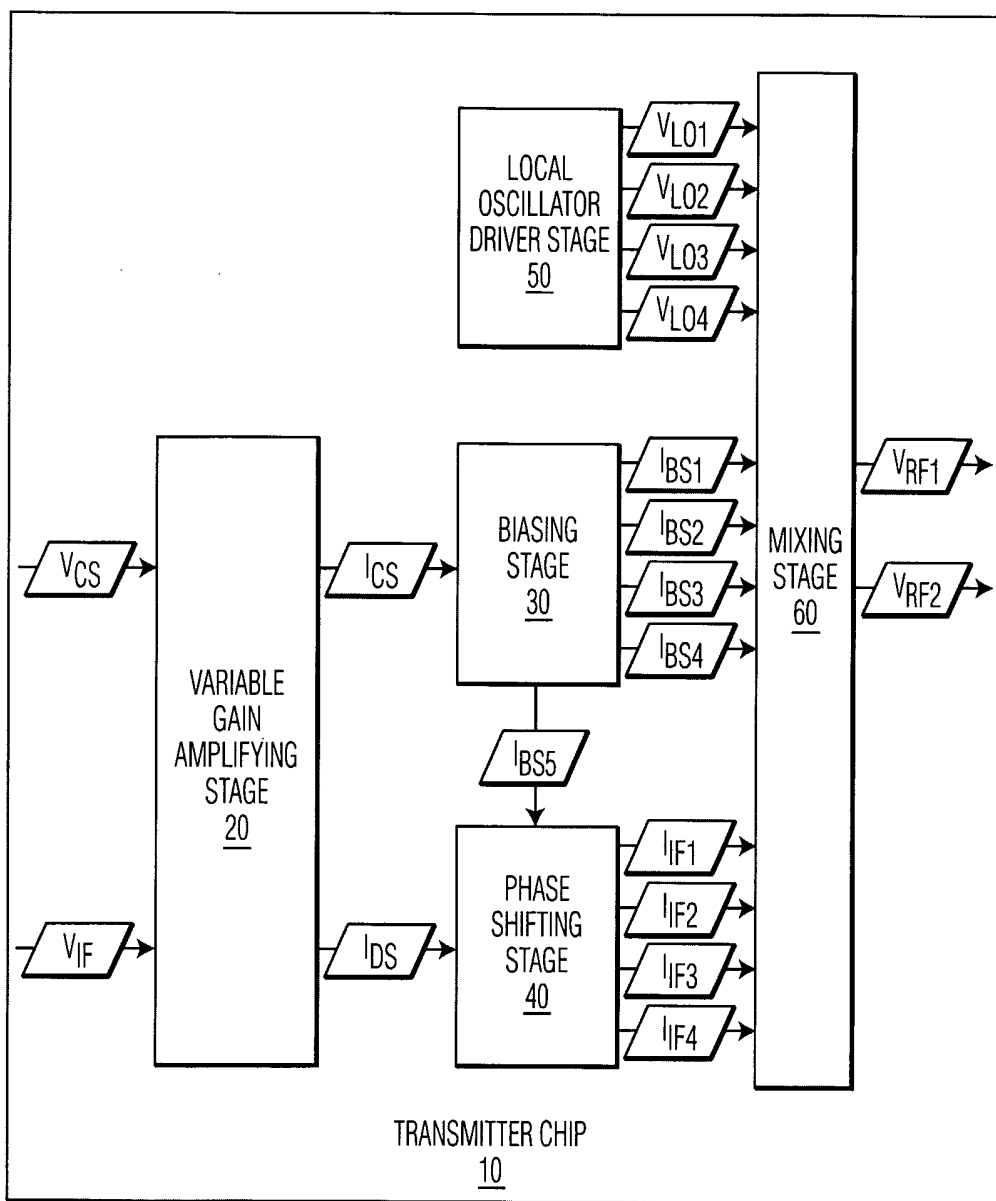 LOCAL
OSCILLATOR
DRIVER STAGE
50
VLO1
VLO2
VLO3
VLO4
VCS
VIF
VARIABLE
GAIN
AMPLIFYING
STAGE
20
ICS
IDS
BIASING
STAGE
30
IBS1
IBS2
IBS3
IBS4
IBS5
PHASE
SHIFTING
STAGE
40
IIF1
IIF2
IIF3
IIF4
MIXING
STAGE
60
VRF1
VRF2
TRANSMITTER CHIP
10